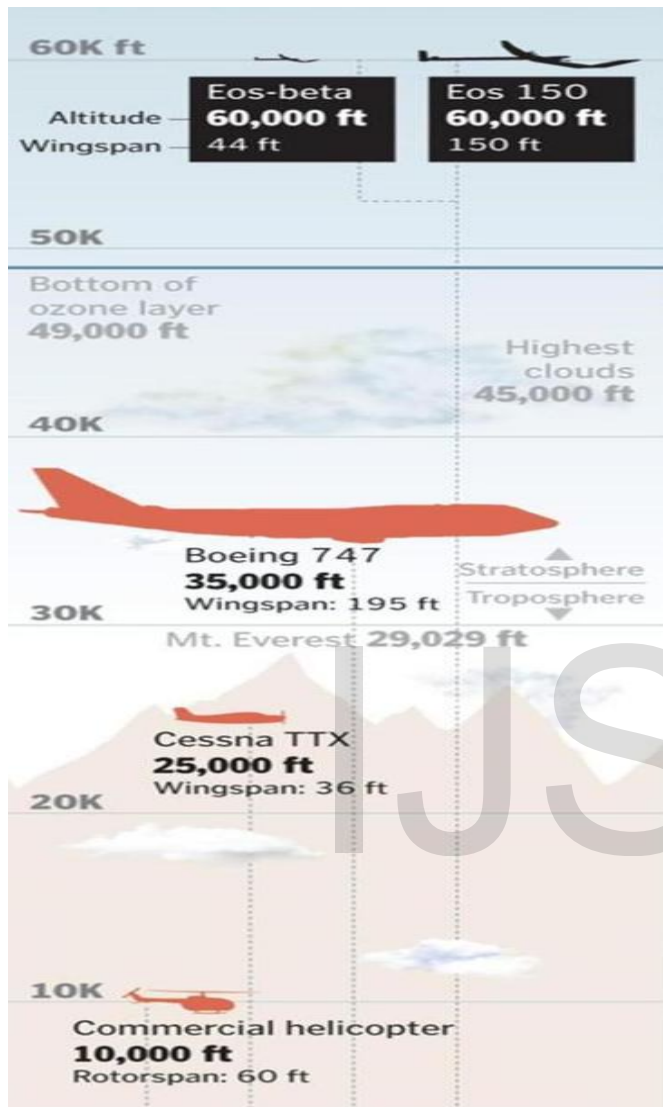 60K ft
Eos-beta
Altitude 60,000 ft
Wingspan 44 ft
Eos 150
60,000 ft
150 ft
50K
Bottom of
ozone layer
49,000 ft
Highest
clouds
45,000 ft
40K
Boeing 747
35,000 ft
Wingspan: 195 ft
Stratosphere
Troposphere
30K
Mt. Everest 29,029 ft
Cessna TTX
25,000 ft
Wingspan: 36 ft
20K
IJS
10K
Commercial helicopter
10,000 ft
Rotorspan: 60 ft